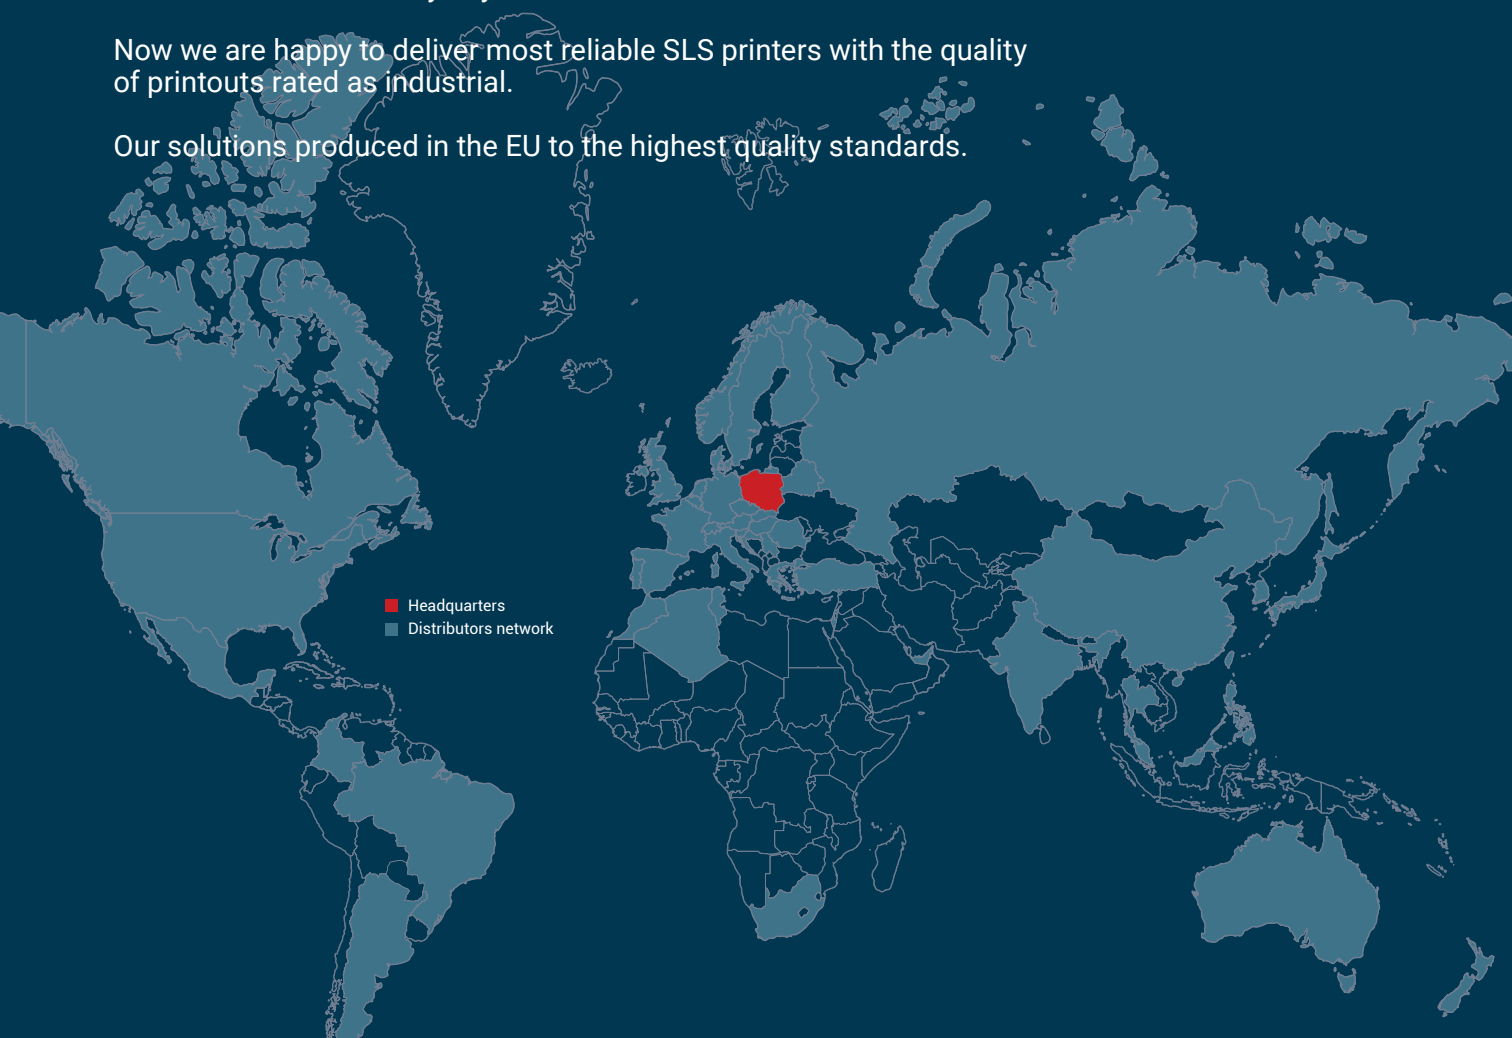 Now we are happy to deliver most reliable SLS printers with the quality
of printouts rated as industrial.
Our solutions produced in the EU to the highest quality standards.
Headquarters
Distributors network